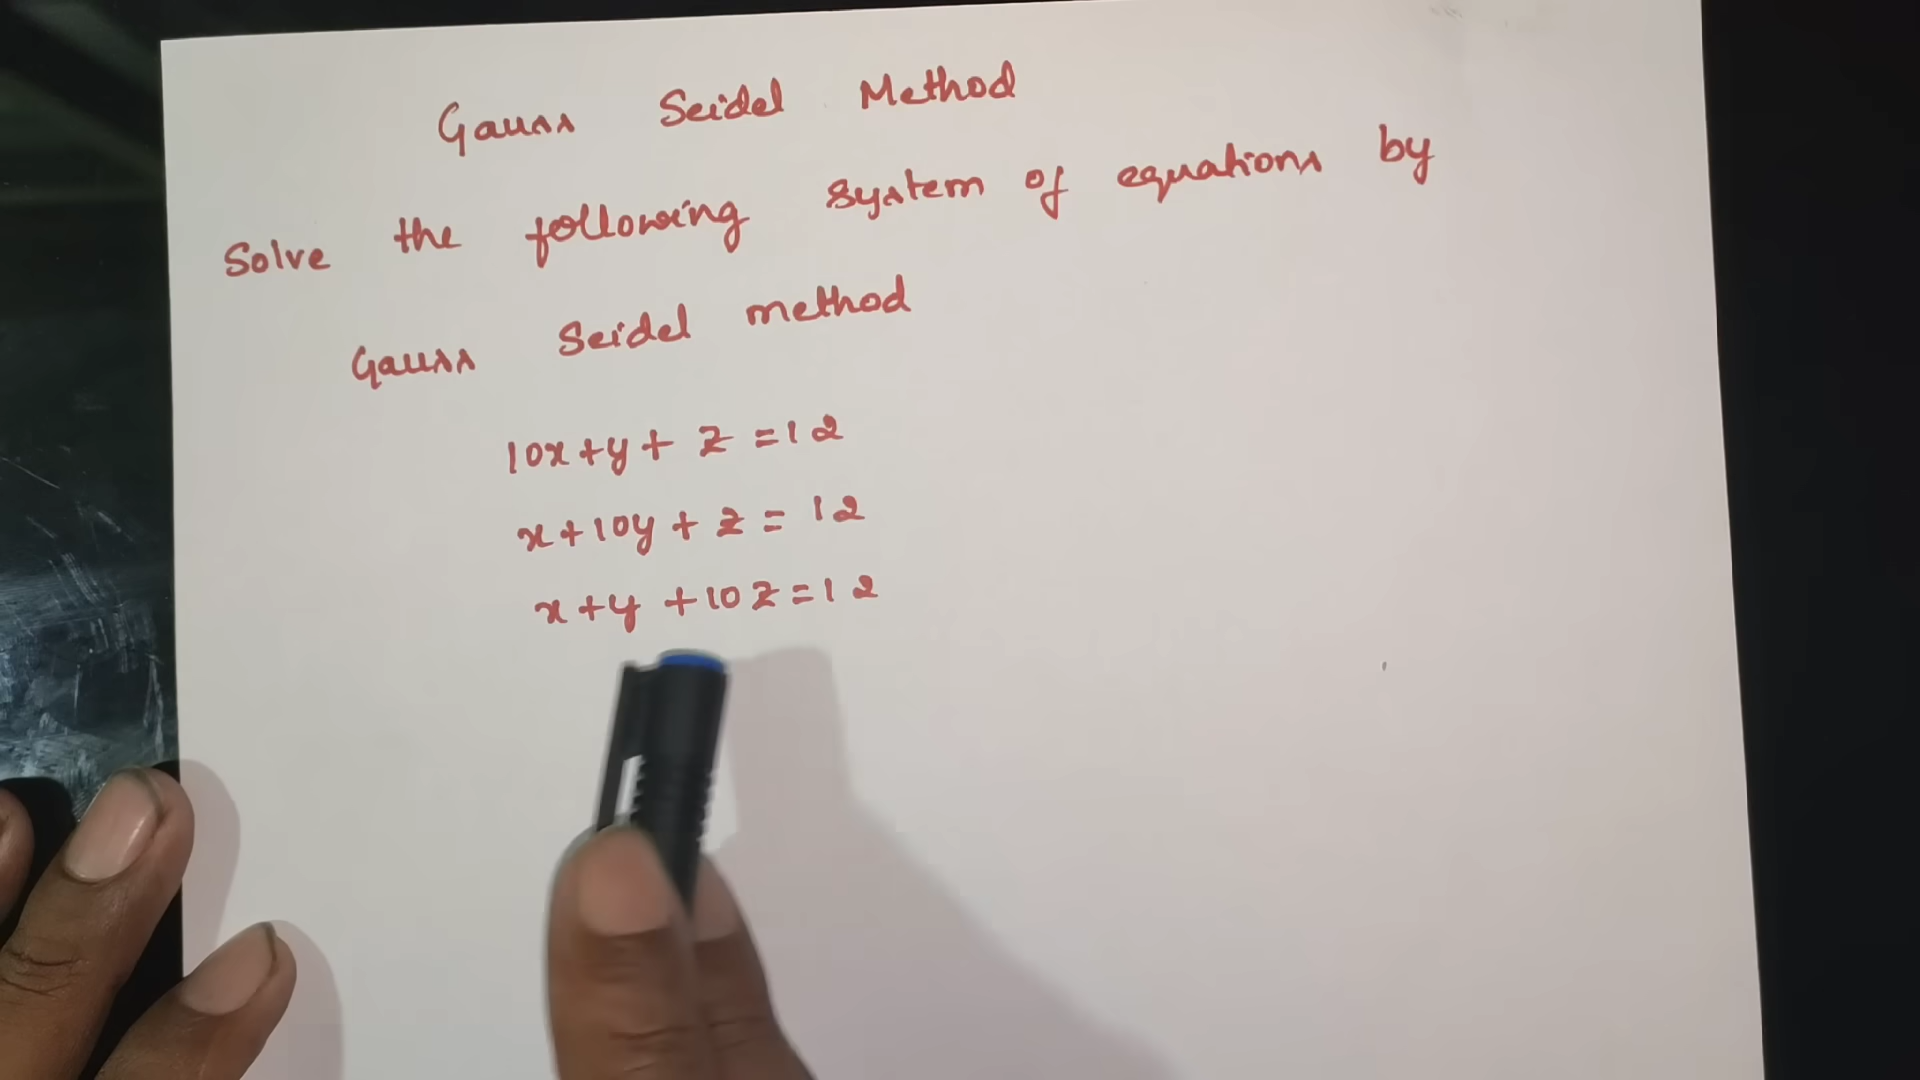 Gauss Seidel Method
Solve the following system of equations by
Gauss Seidel method
10x+y+z=12
x+10y+z=12
x+y+10z=12